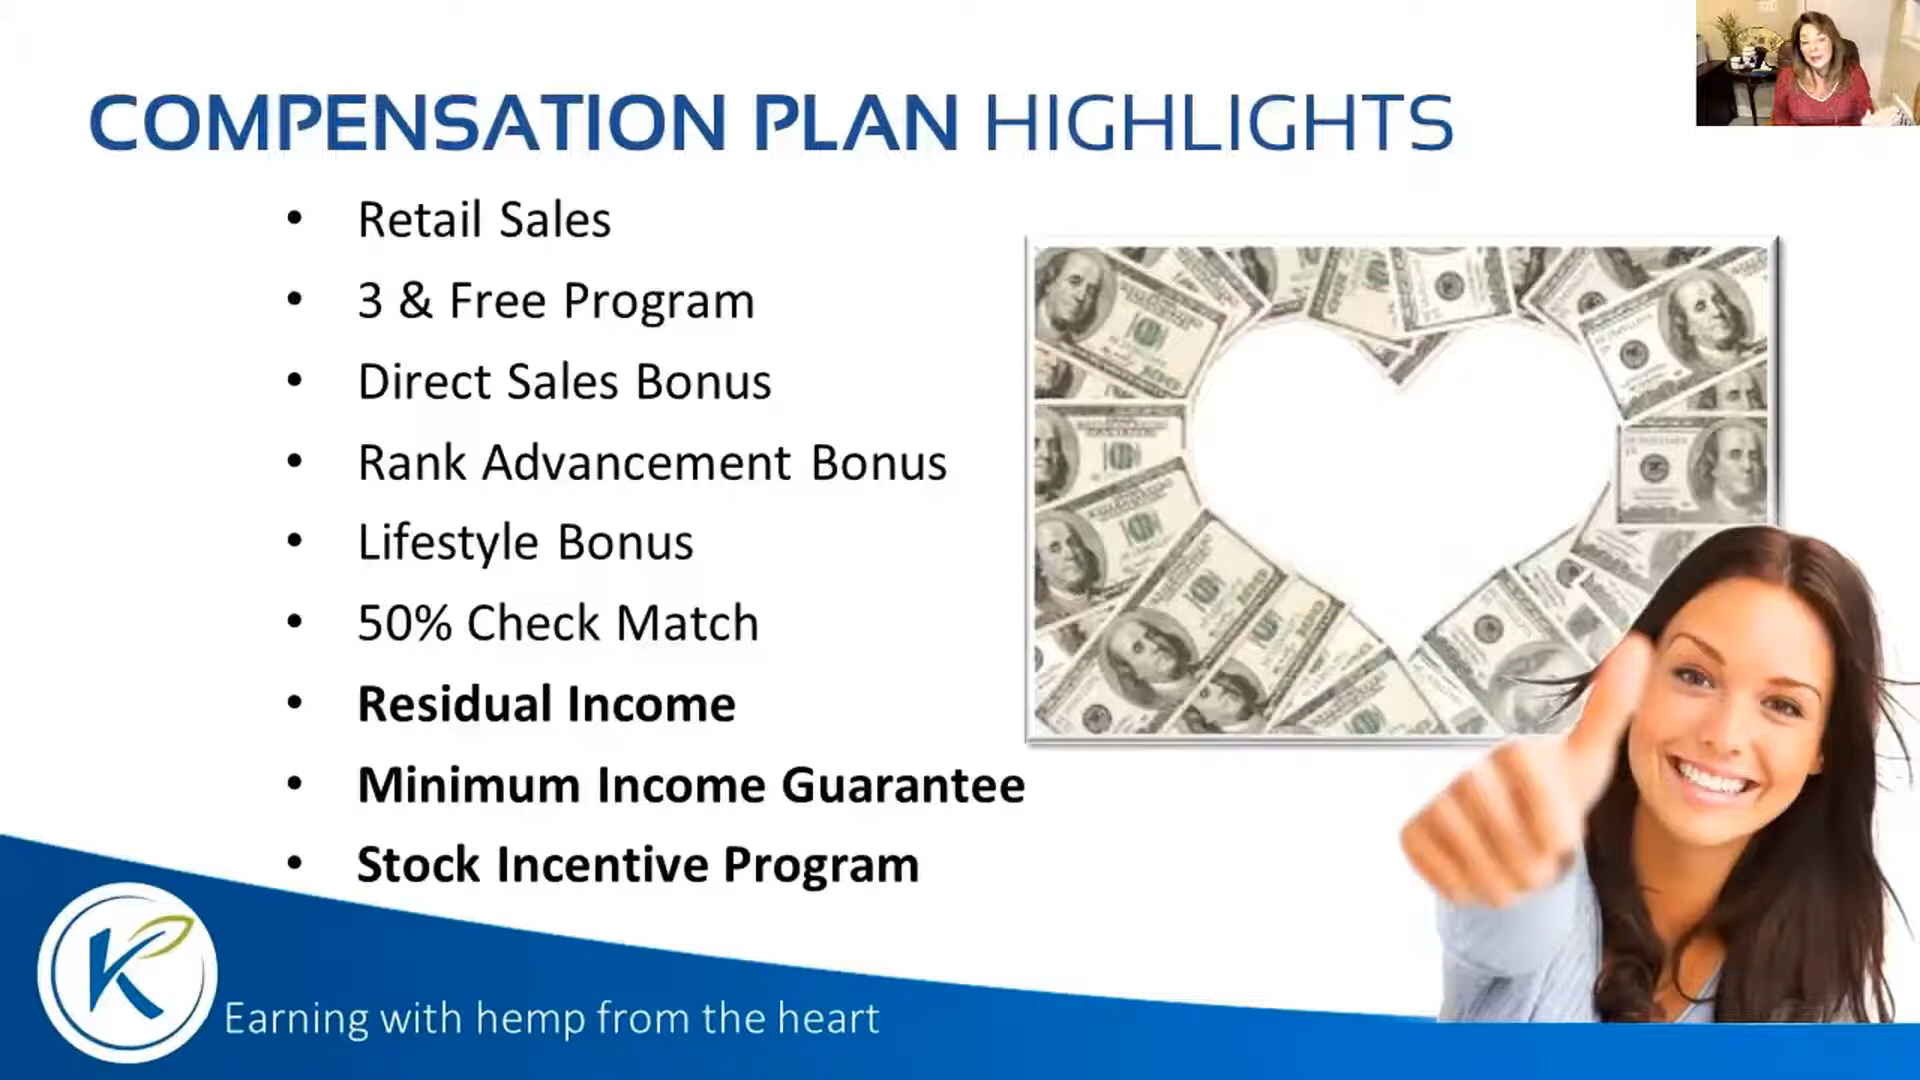 COMPENSATION PLAN HIGHLIGHTS
• Retail Sales
• 3 & Free Program
• Direct Sales Bonus
• Rank Advancement Bonus
• Lifestyle Bonus
• 50% Check Match
• Residual Income
• Minimum Income Guarantee
• Stock Incentive Program
K
Earning with hemp from the heart